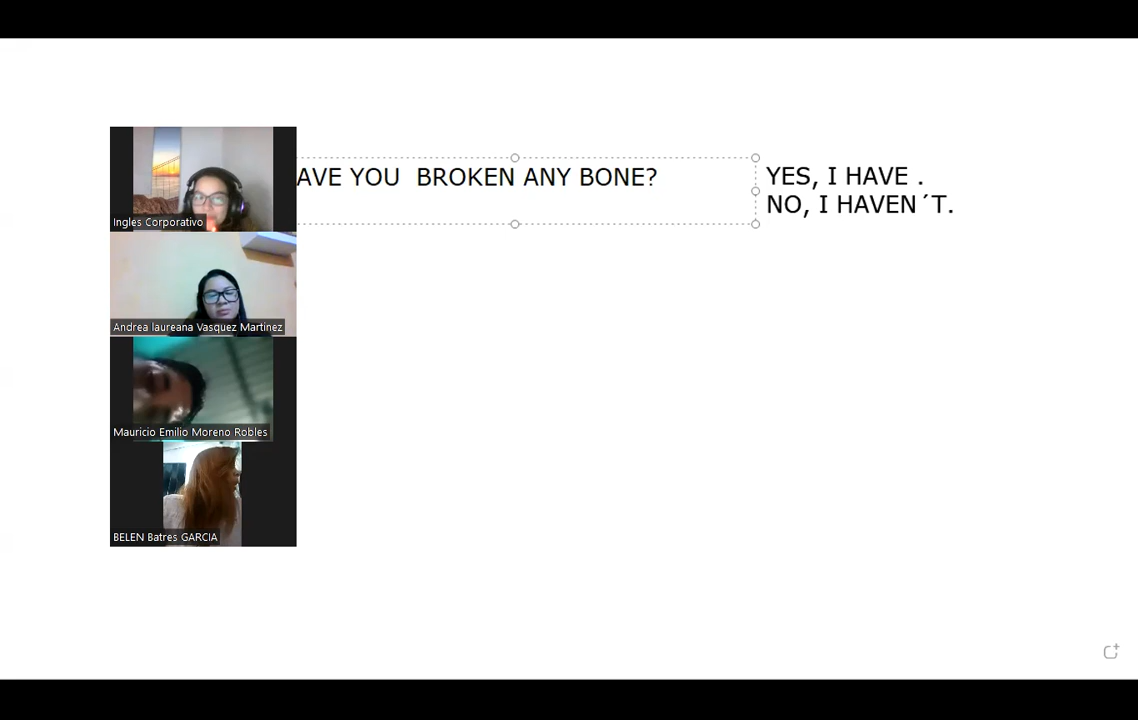 AVE YOU  BROKEN ANY BONE?
YES, I HAVE .
NO, I HAVEN´T.
Inglés Corporativo
Andrea laureana Vasquez Martinez
Mauricio Emilio Moreno Robles
BELEN Batres GARCIA